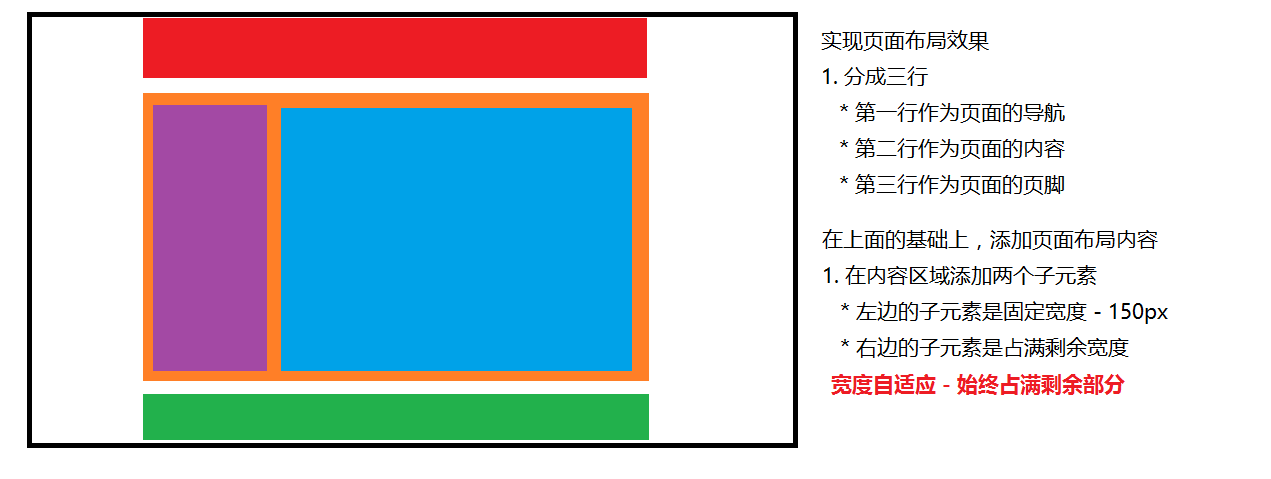 实现页面布局效果
1. 分成三行
* 第一行作为页面的导航
* 第二行作为页面的内容
* 第三行作为页面的页脚
在上面的基础上，添加页面布局内容
1. 在内容区域添加两个子元素
* 左边的子元素是固定宽度 - 150px
* 右边的子元素是占满剩余宽度
宽度自适应 - 始终占满剩余部分